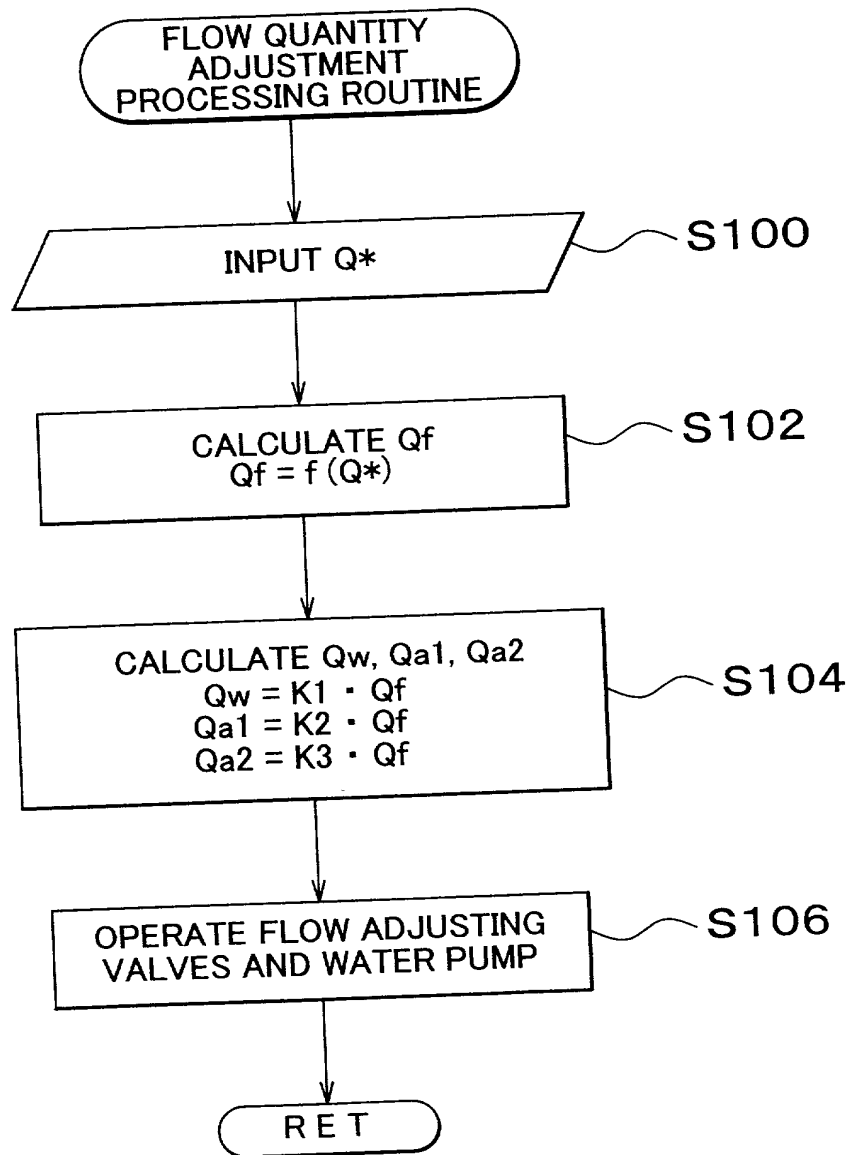 FLOW QUANTITY
ADJUSTMENT
PROCESSING ROUTINE
INPUT Q*
S100
CALCULATE Qf
Qf = f (Q*)
S102
CALCULATE Qw, Qa1, Qa2
Qw = K1 · Qf
Qa1 = K2 · Qf
Qa2 = K3 · Qf
S104
OPERATE FLOW ADJUSTING
VALVES AND WATER PUMP
S106
RET